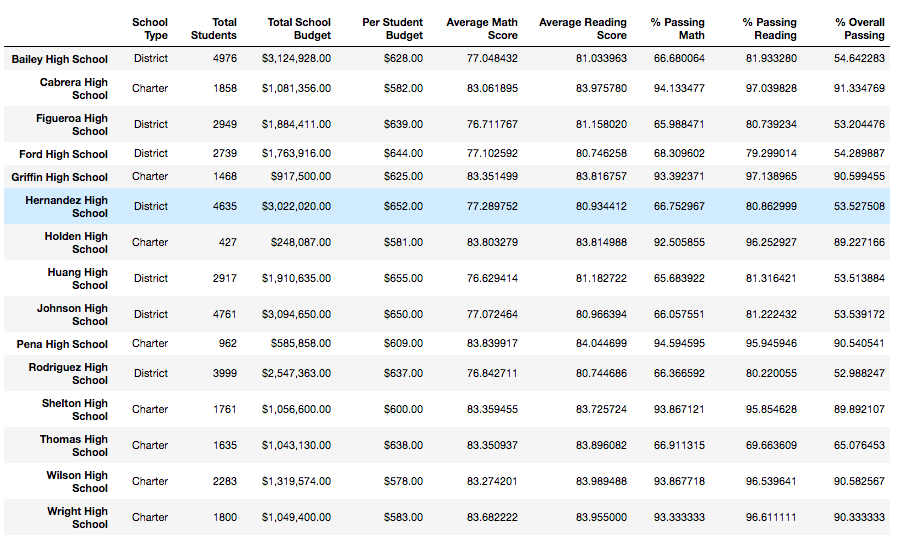 School Type Total Students Total School Budget Per Student Budget Average Math Score Average Reading Score % Passing Math % Passing Reading % Overall Passing
Bailey High School District 4976 $3,124,928.00 $628.00 77.048432 81.033963 66.680064 81.933280 54.642283
Cabrera High School Charter 1858 $1,081,356.00 $582.00 83.061895 83.975780 94.133477 97.039828 91.334769
Figueroa High School District 2949 $1,884,411.00 $639.00 76.711767 81.158020 65.988471 80.739234 53.204476
Ford High School District 2739 $1,763,916.00 $644.00 77.102592 80.746258 68.309602 79.299014 54.289887
Griffin High School Charter 1468 $917,500.00 $625.00 83.351499 83.816757 93.392371 97.138965 90.599455
Hernandez High School District 4635 $3,022,020.00 $652.00 77.289752 80.934412 66.752967 80.862999 53.527508
Holden High School Charter 427 $248,087.00 $581.00 83.803279 83.814988 92.505855 96.252927 89.227166
Huang High School District 2917 $1,910,635.00 $655.00 76.629414 81.182722 65.683922 81.316421 53.513884
Johnson High School District 4761 $3,094,650.00 $650.00 77.072464 80.966394 66.057551 81.222432 53.539172
Pena High School Charter 962 $585,858.00 $609.00 83.839917 84.044699 94.594595 95.945946 90.540541
Rodriguez High School District 3999 $2,547,363.00 $637.00 76.842711 80.744686 66.366592 80.220055 52.988247
Shelton High School Charter 1761 $1,056,600.00 $600.00 83.359455 83.725724 93.867121 95.854628 89.892107
Thomas High School Charter 1635 $1,043,130.00 $638.00 83.350937 83.896082 66.911315 69.663609 65.076453
Wilson High School Charter 2283 $1,319,574.00 $578.00 83.274201 83.989488 93.867718 96.539641 90.582567
Wright High School Charter 1800 $1,049,400.00 $583.00 83.682222 83.955000 93.333333 96.611111 90.333333